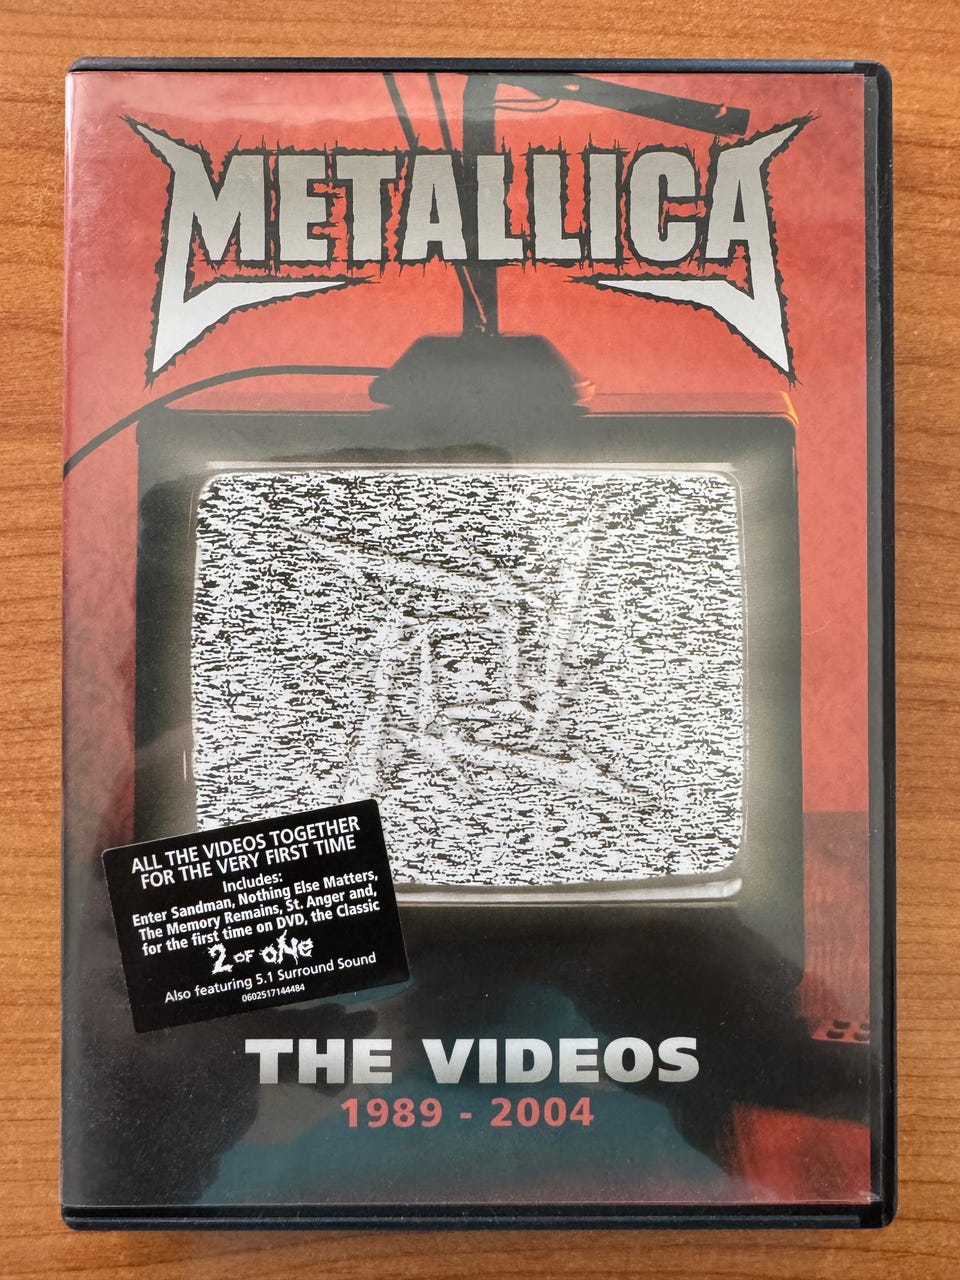 METALLICA
ALL THE VIDEOS TOGETHER
FOR THE VERY FIRST TIME
Includes:
Enter Sandman, Nothing Else Matters,
The Memory Remains, St. Anger and,
for the first time on DVD, the Classic
2 OF ONE
Also featuring 5.1 Surround Sound
0602517144484
THE VIDEOS
1989 - 2004